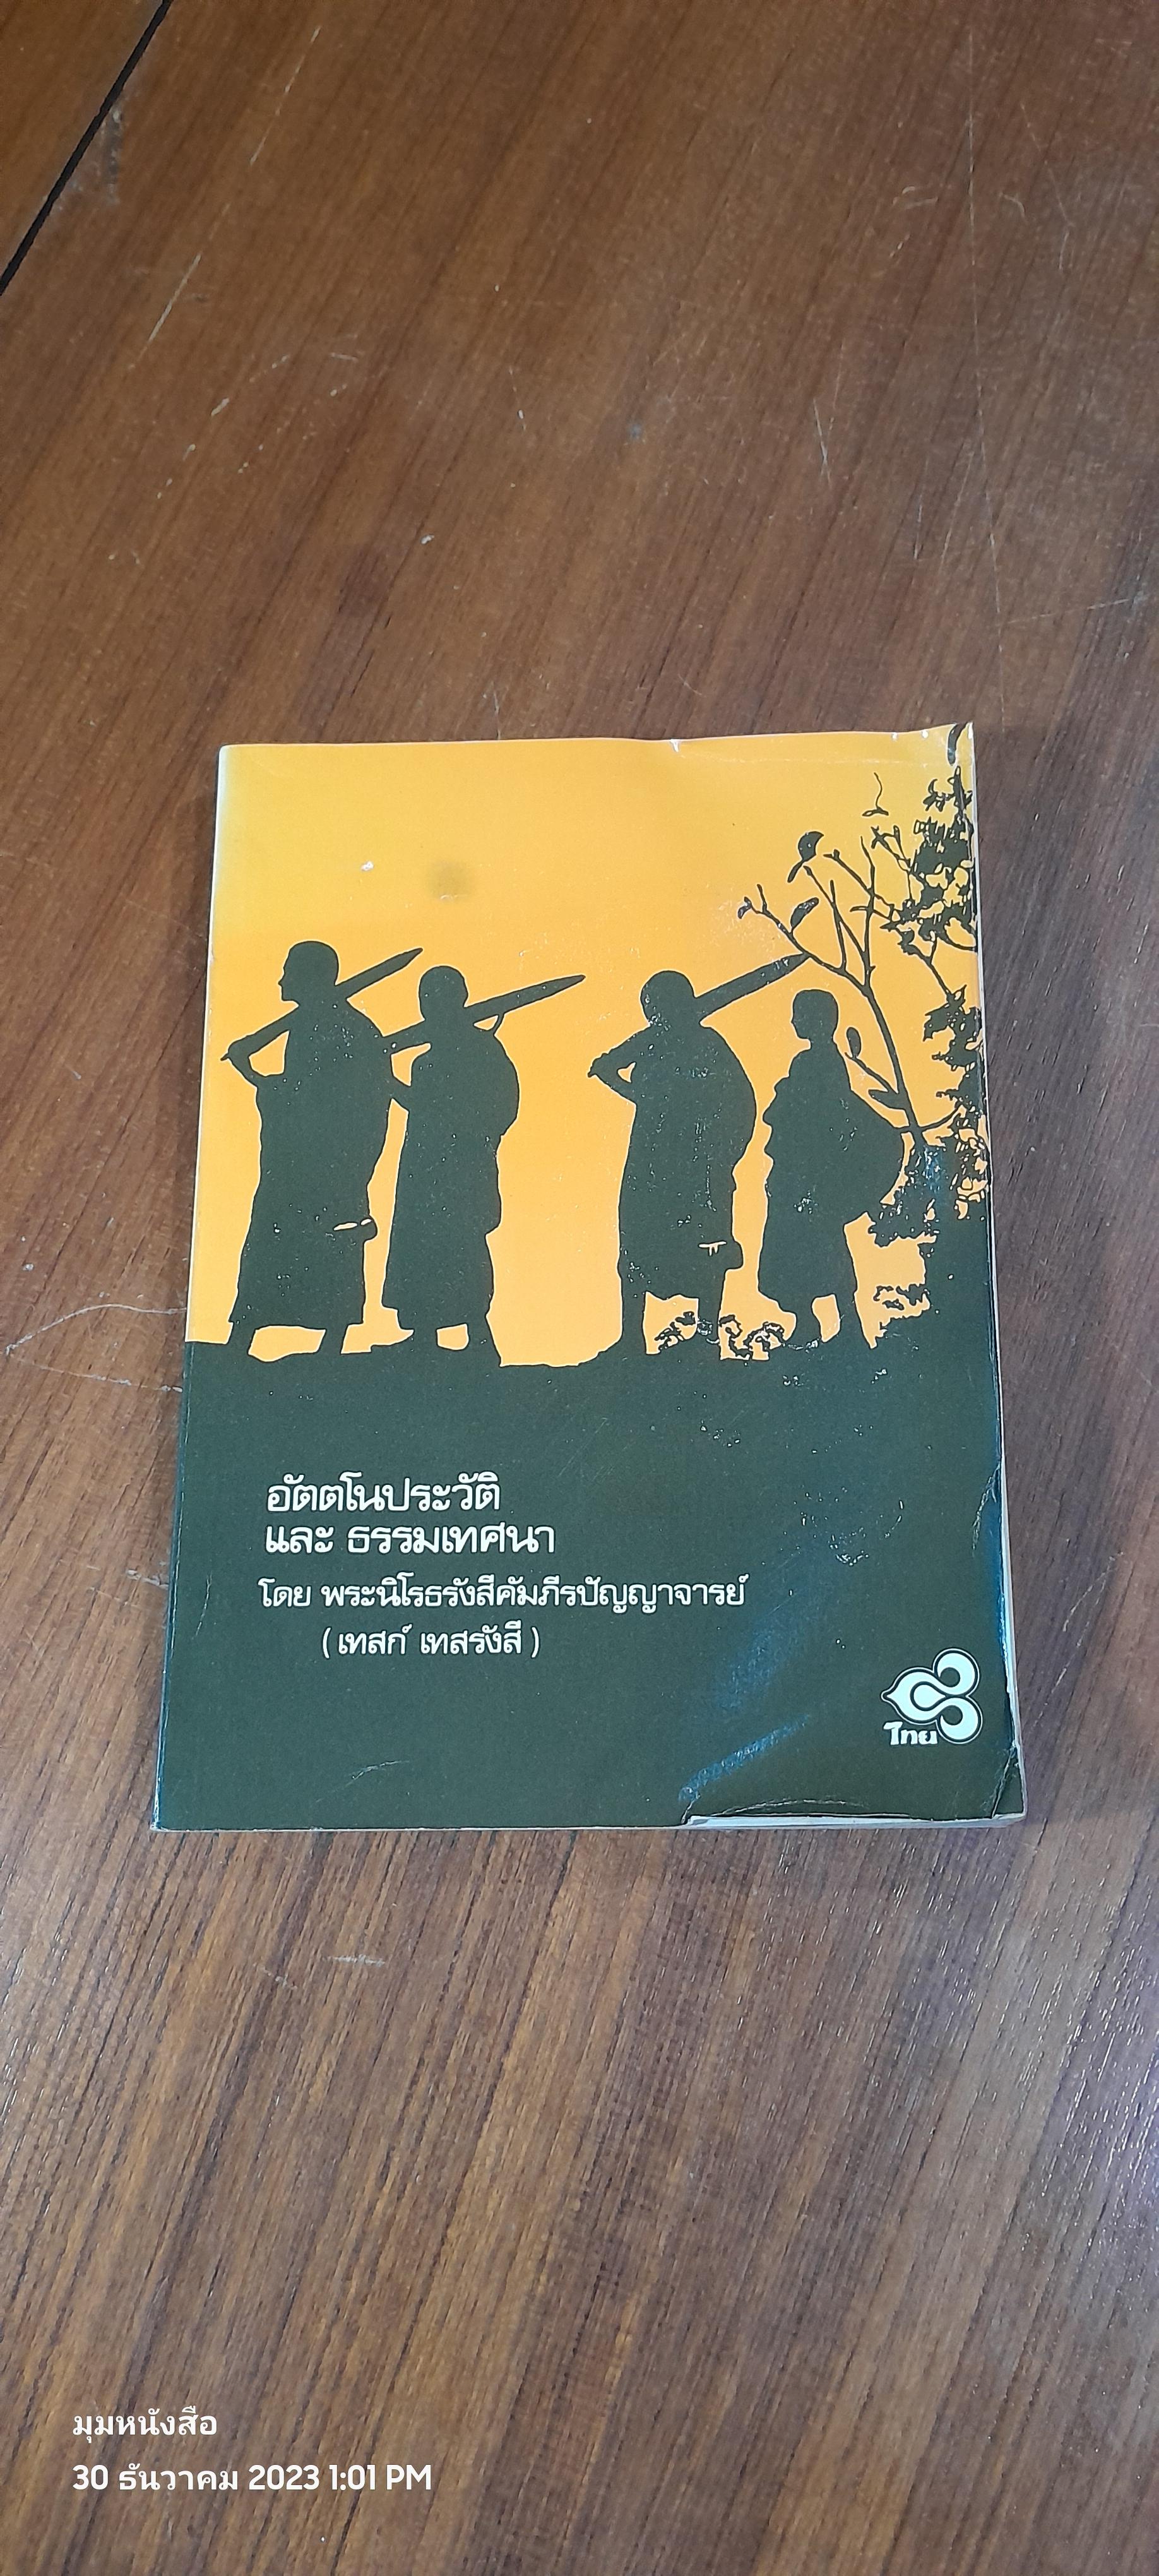 อัตตโนประวัติ
และ ธรรมเทศนา
โดย พระนิโรธรังสีคัมภีรปัญญาจารย์
( เทสก์ เทสรังสี )
ไทย
มุมหนังสือ
30 ธันวาคม 2023 1:01 PM